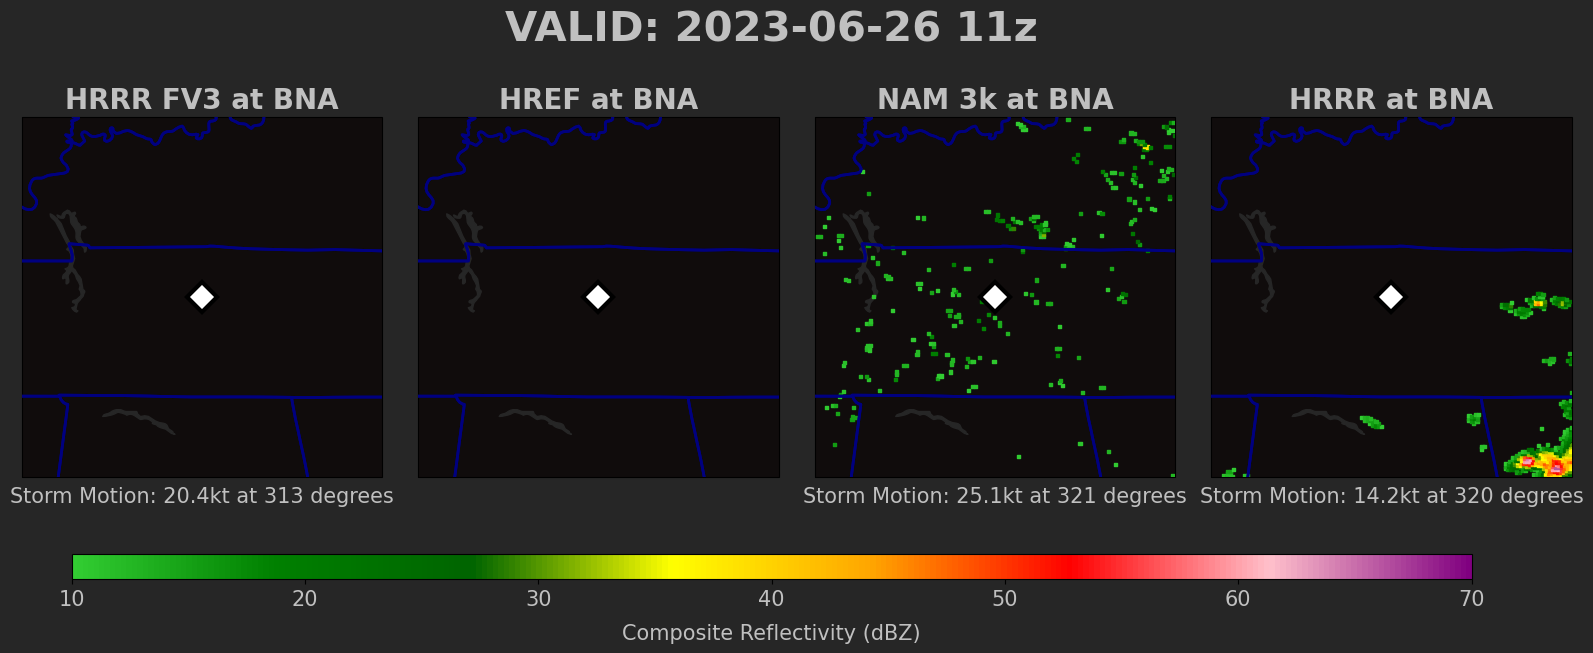 VALID: 2023-06-26 11z
HRRR FV3 at BNA
HREF at BNA
NAM 3k at BNA
HRRR at BNA
Storm Motion: 20.4kt at 313 degrees
Storm Motion: 25.1kt at 321 degrees
Storm Motion: 14.2kt at 320 degrees
10 20 30 40 50 60 70
Composite Reflectivity (dBZ)